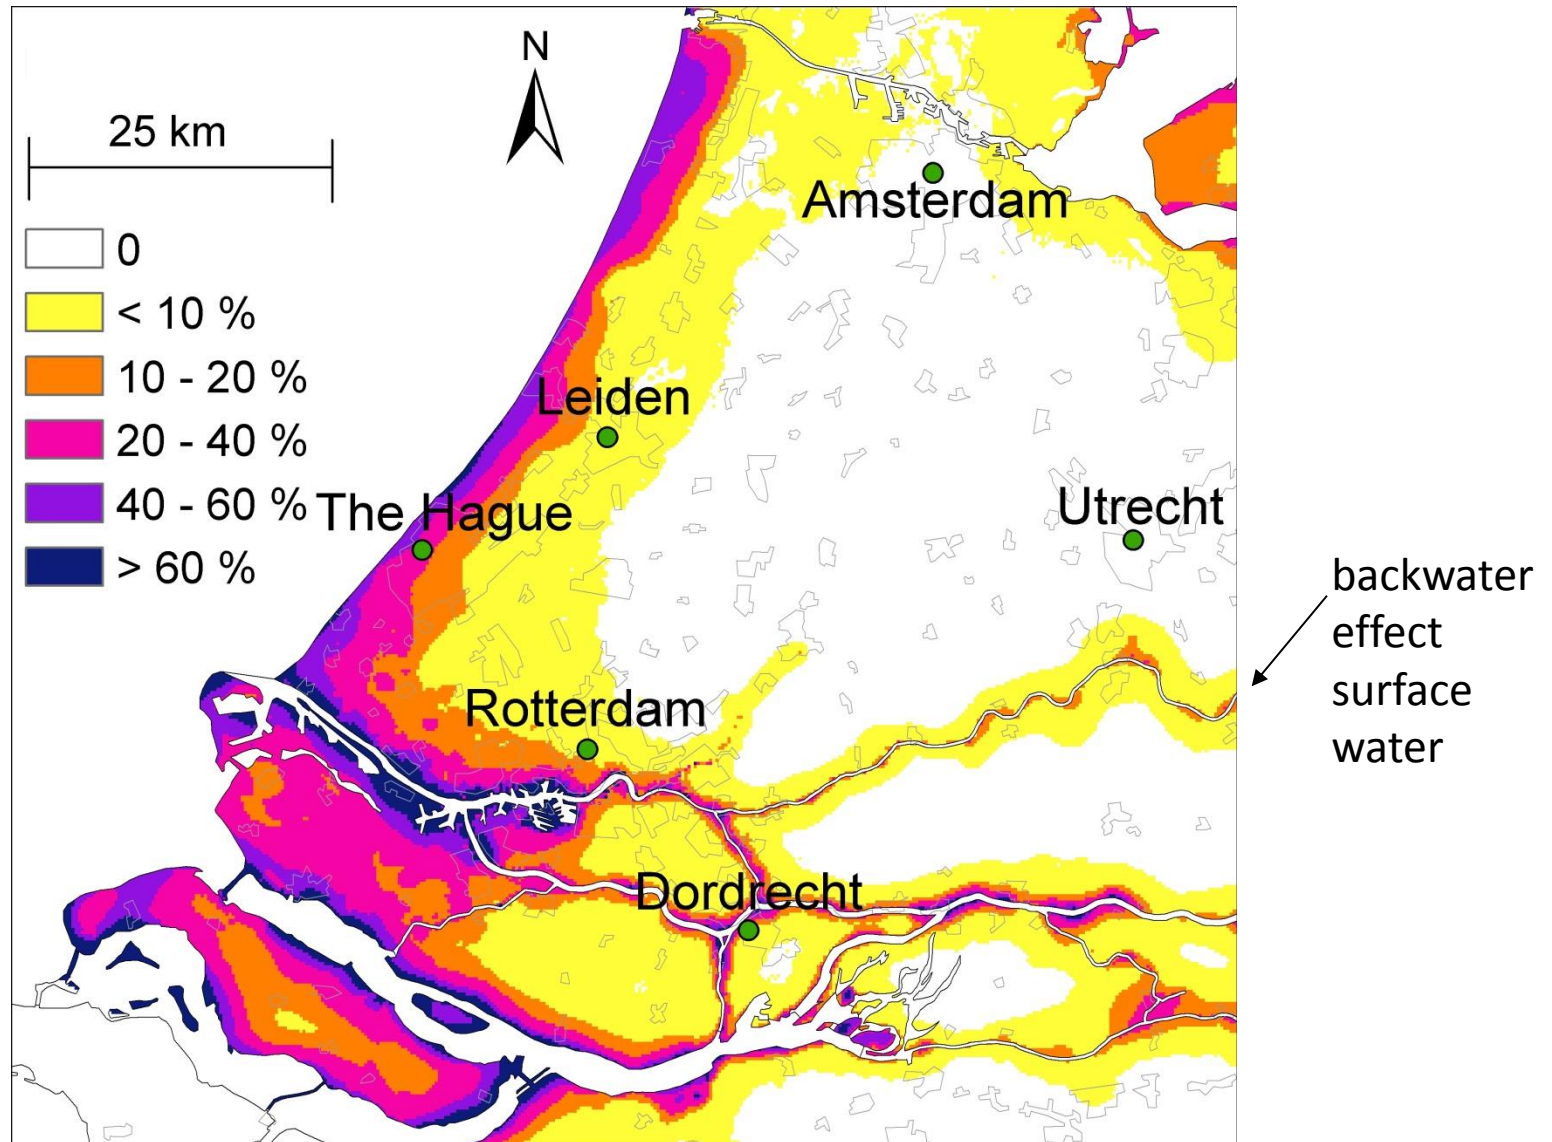 N
25 km
Amsterdam
0
< 10 %
10 - 20 %
20 - 40 %
40 - 60 %
> 60 %
Leiden
The Hague
Utrecht
Rotterdam
Dordrecht
backwater
effect
surface
water